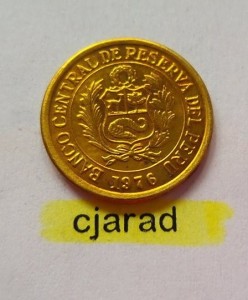 BANCO CENTRAL DE RESERVA DEL PERU
1976
cjarad